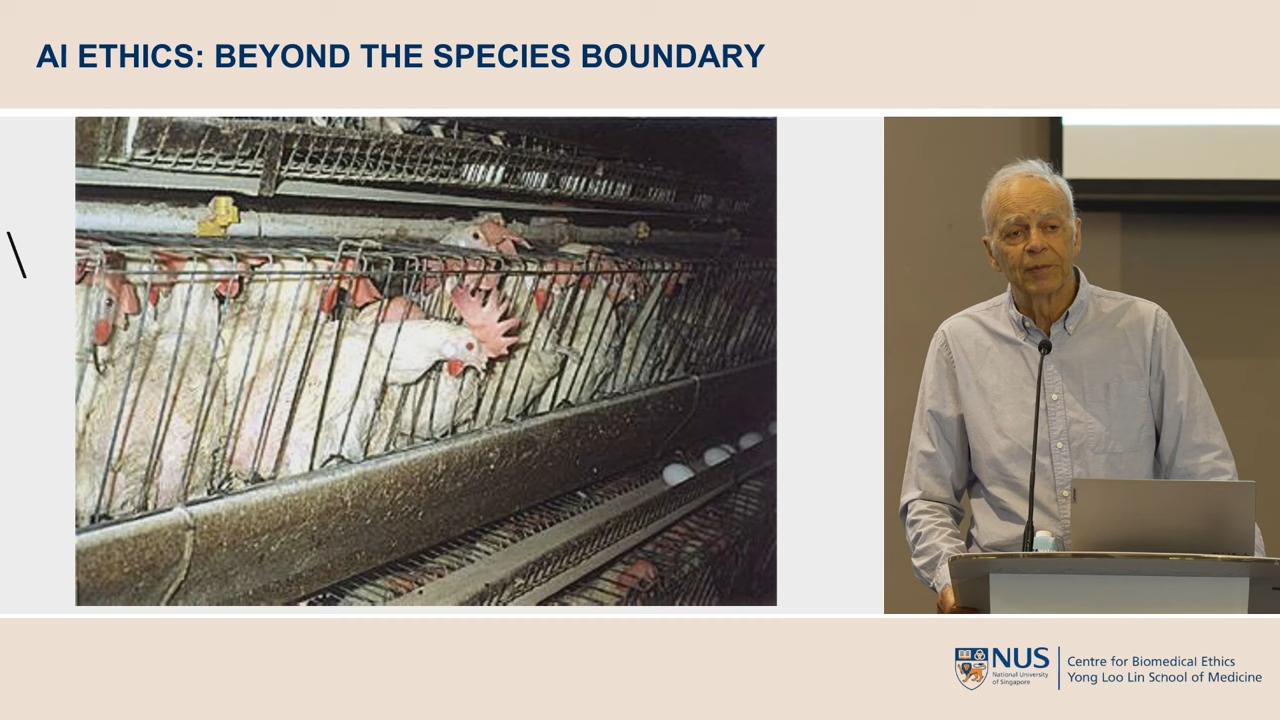 AI ETHICS: BEYOND THE SPECIES BOUNDARY
\
NUS
National University
of Singapore
Centre for Biomedical Ethics
Yong Loo Lin School of Medicine